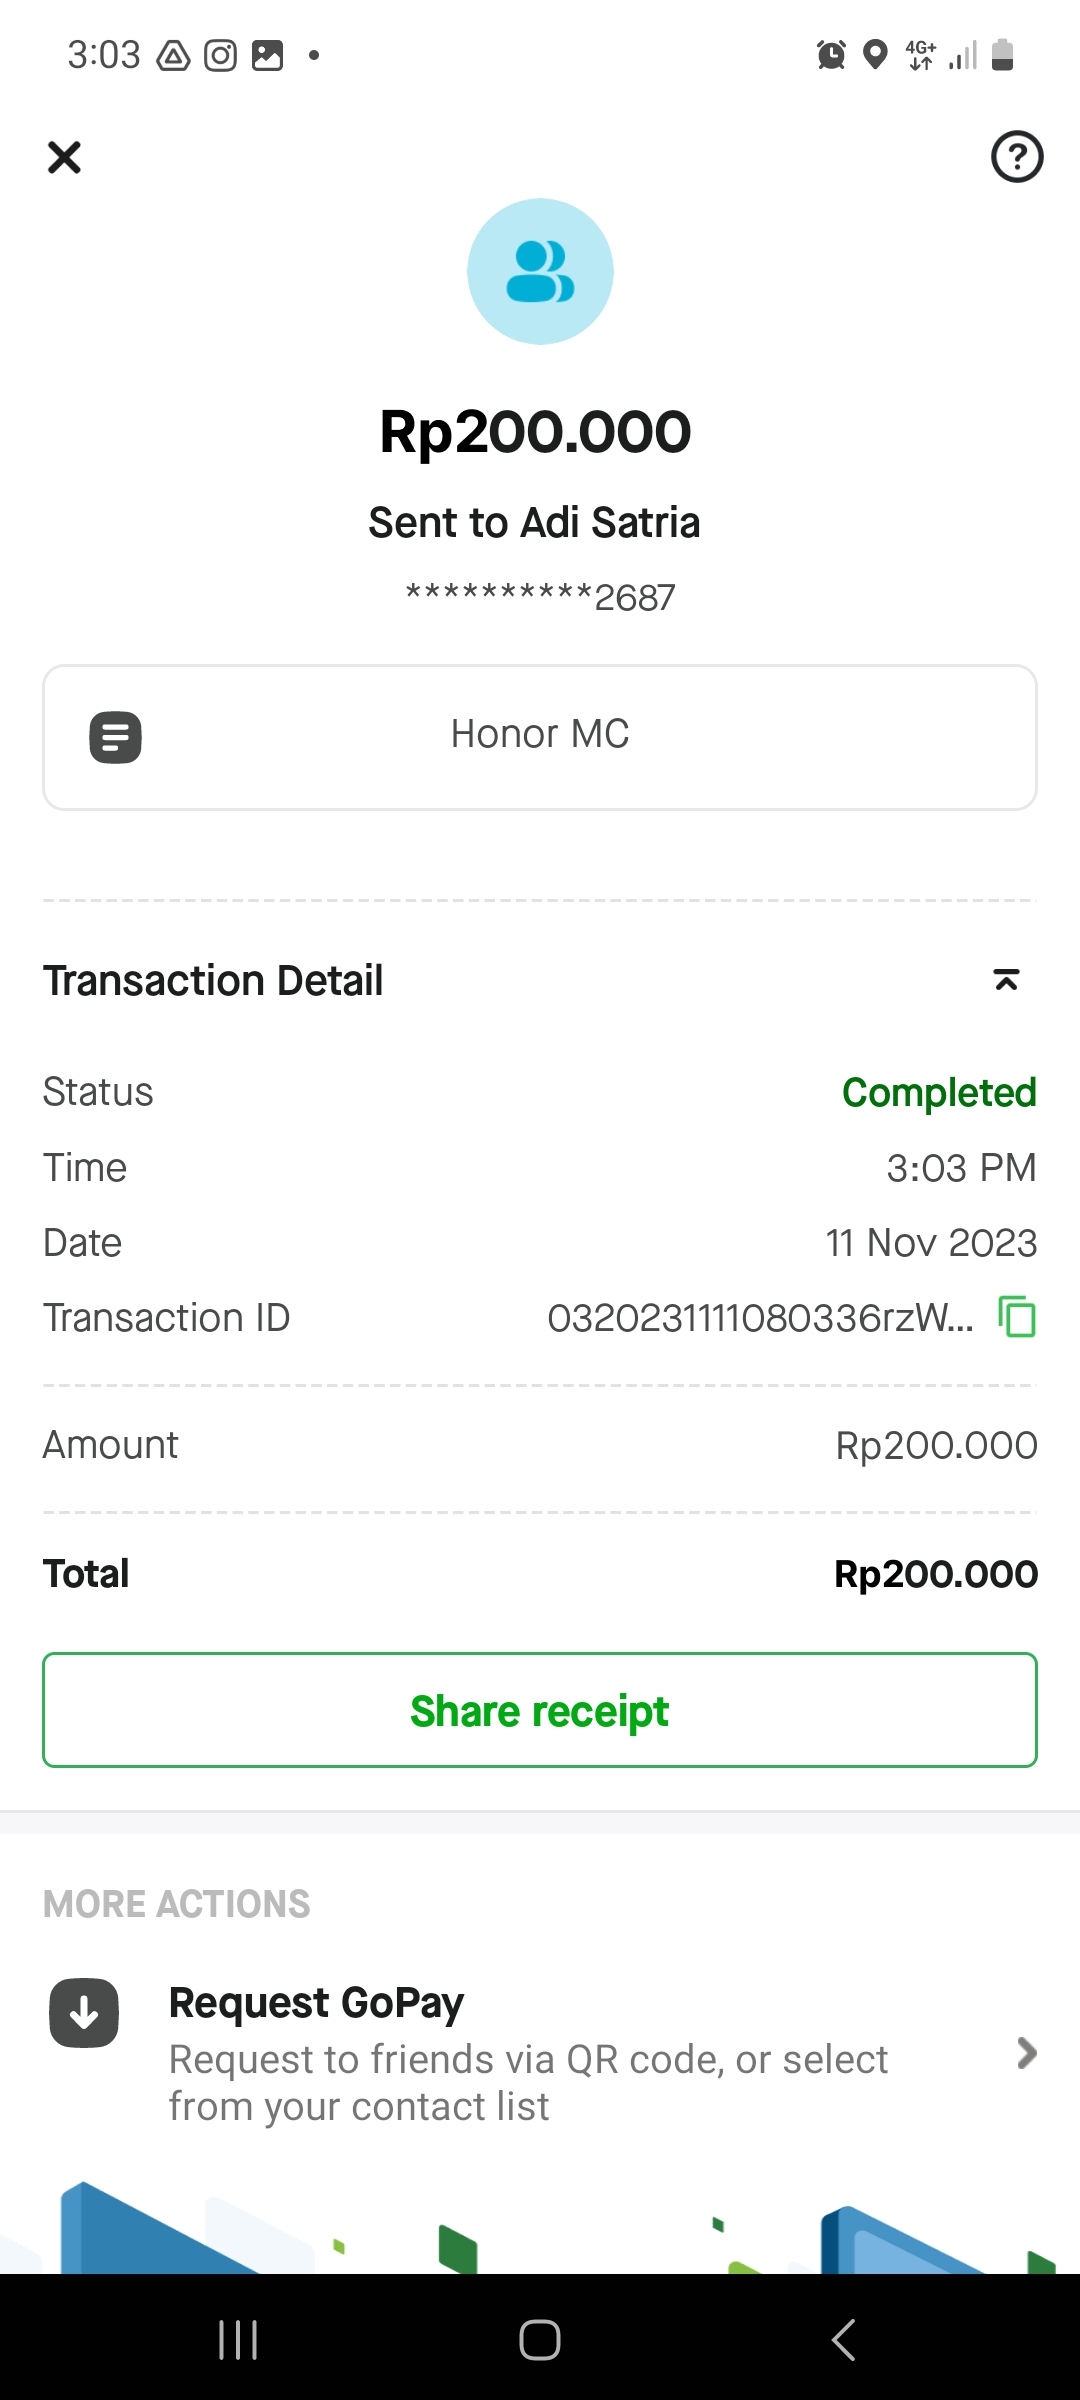 3:03
4G+
Rp200.000
Sent to Adi Satria
**********2687
Honor MC
Transaction Detail
Status Completed
Time 3:03 PM
Date 11 Nov 2023
Transaction ID 0320231111080336rzW...
Amount Rp200.000
Total Rp200.000
Share receipt
MORE ACTIONS
Request GoPay
Request to friends via QR code, or select
from your contact list